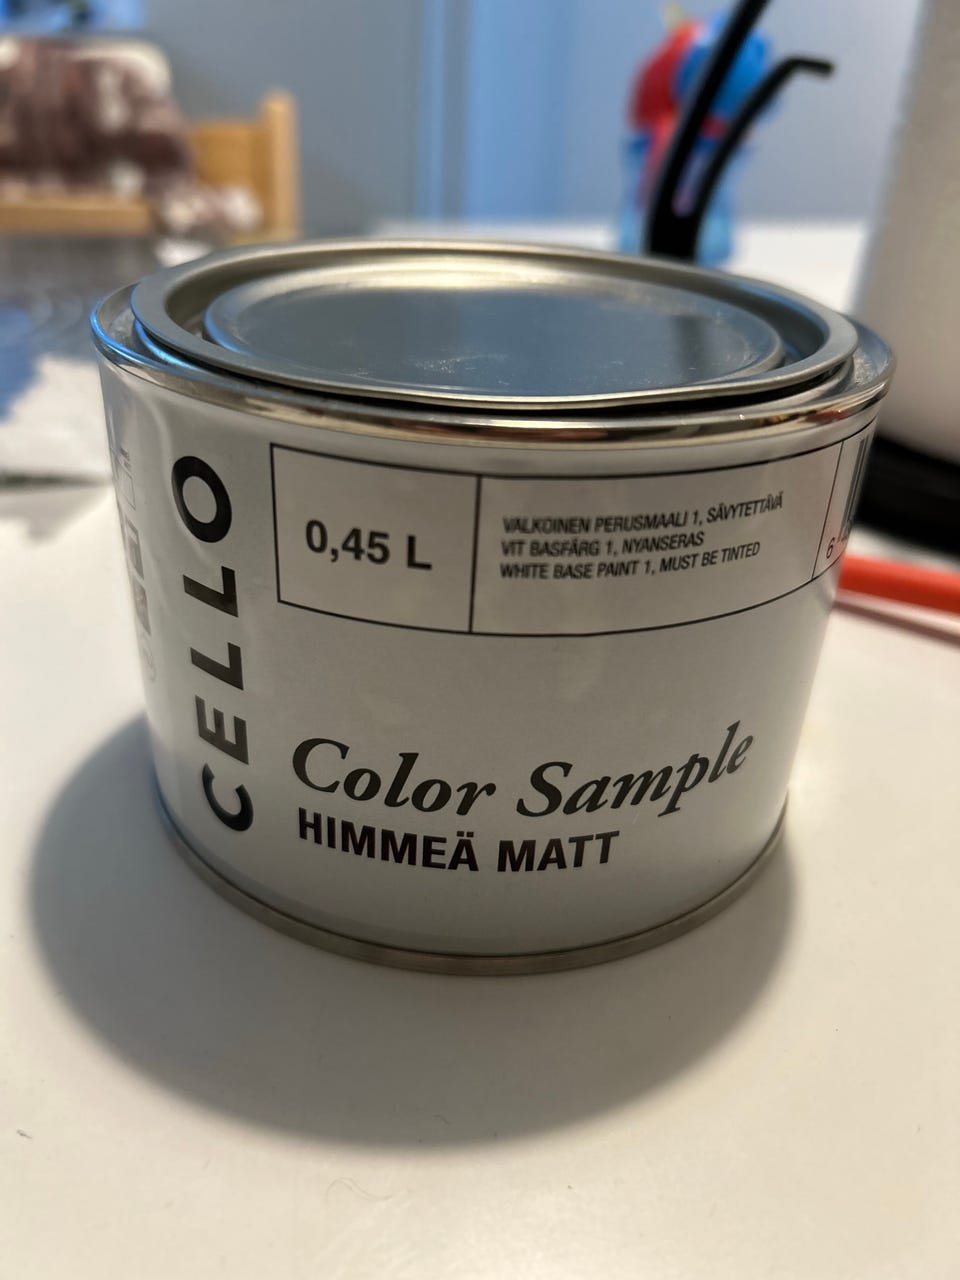 CELLO
0,45 L
VALKOINEN PERUSMAALI 1, SÄVYTETTÄVÄ
VIT BASFÄRG 1, NYANSERAS
WHITE BASE PAINT 1, MUST BE TINTED
6
Color Sample
HIMMEÄ MATT